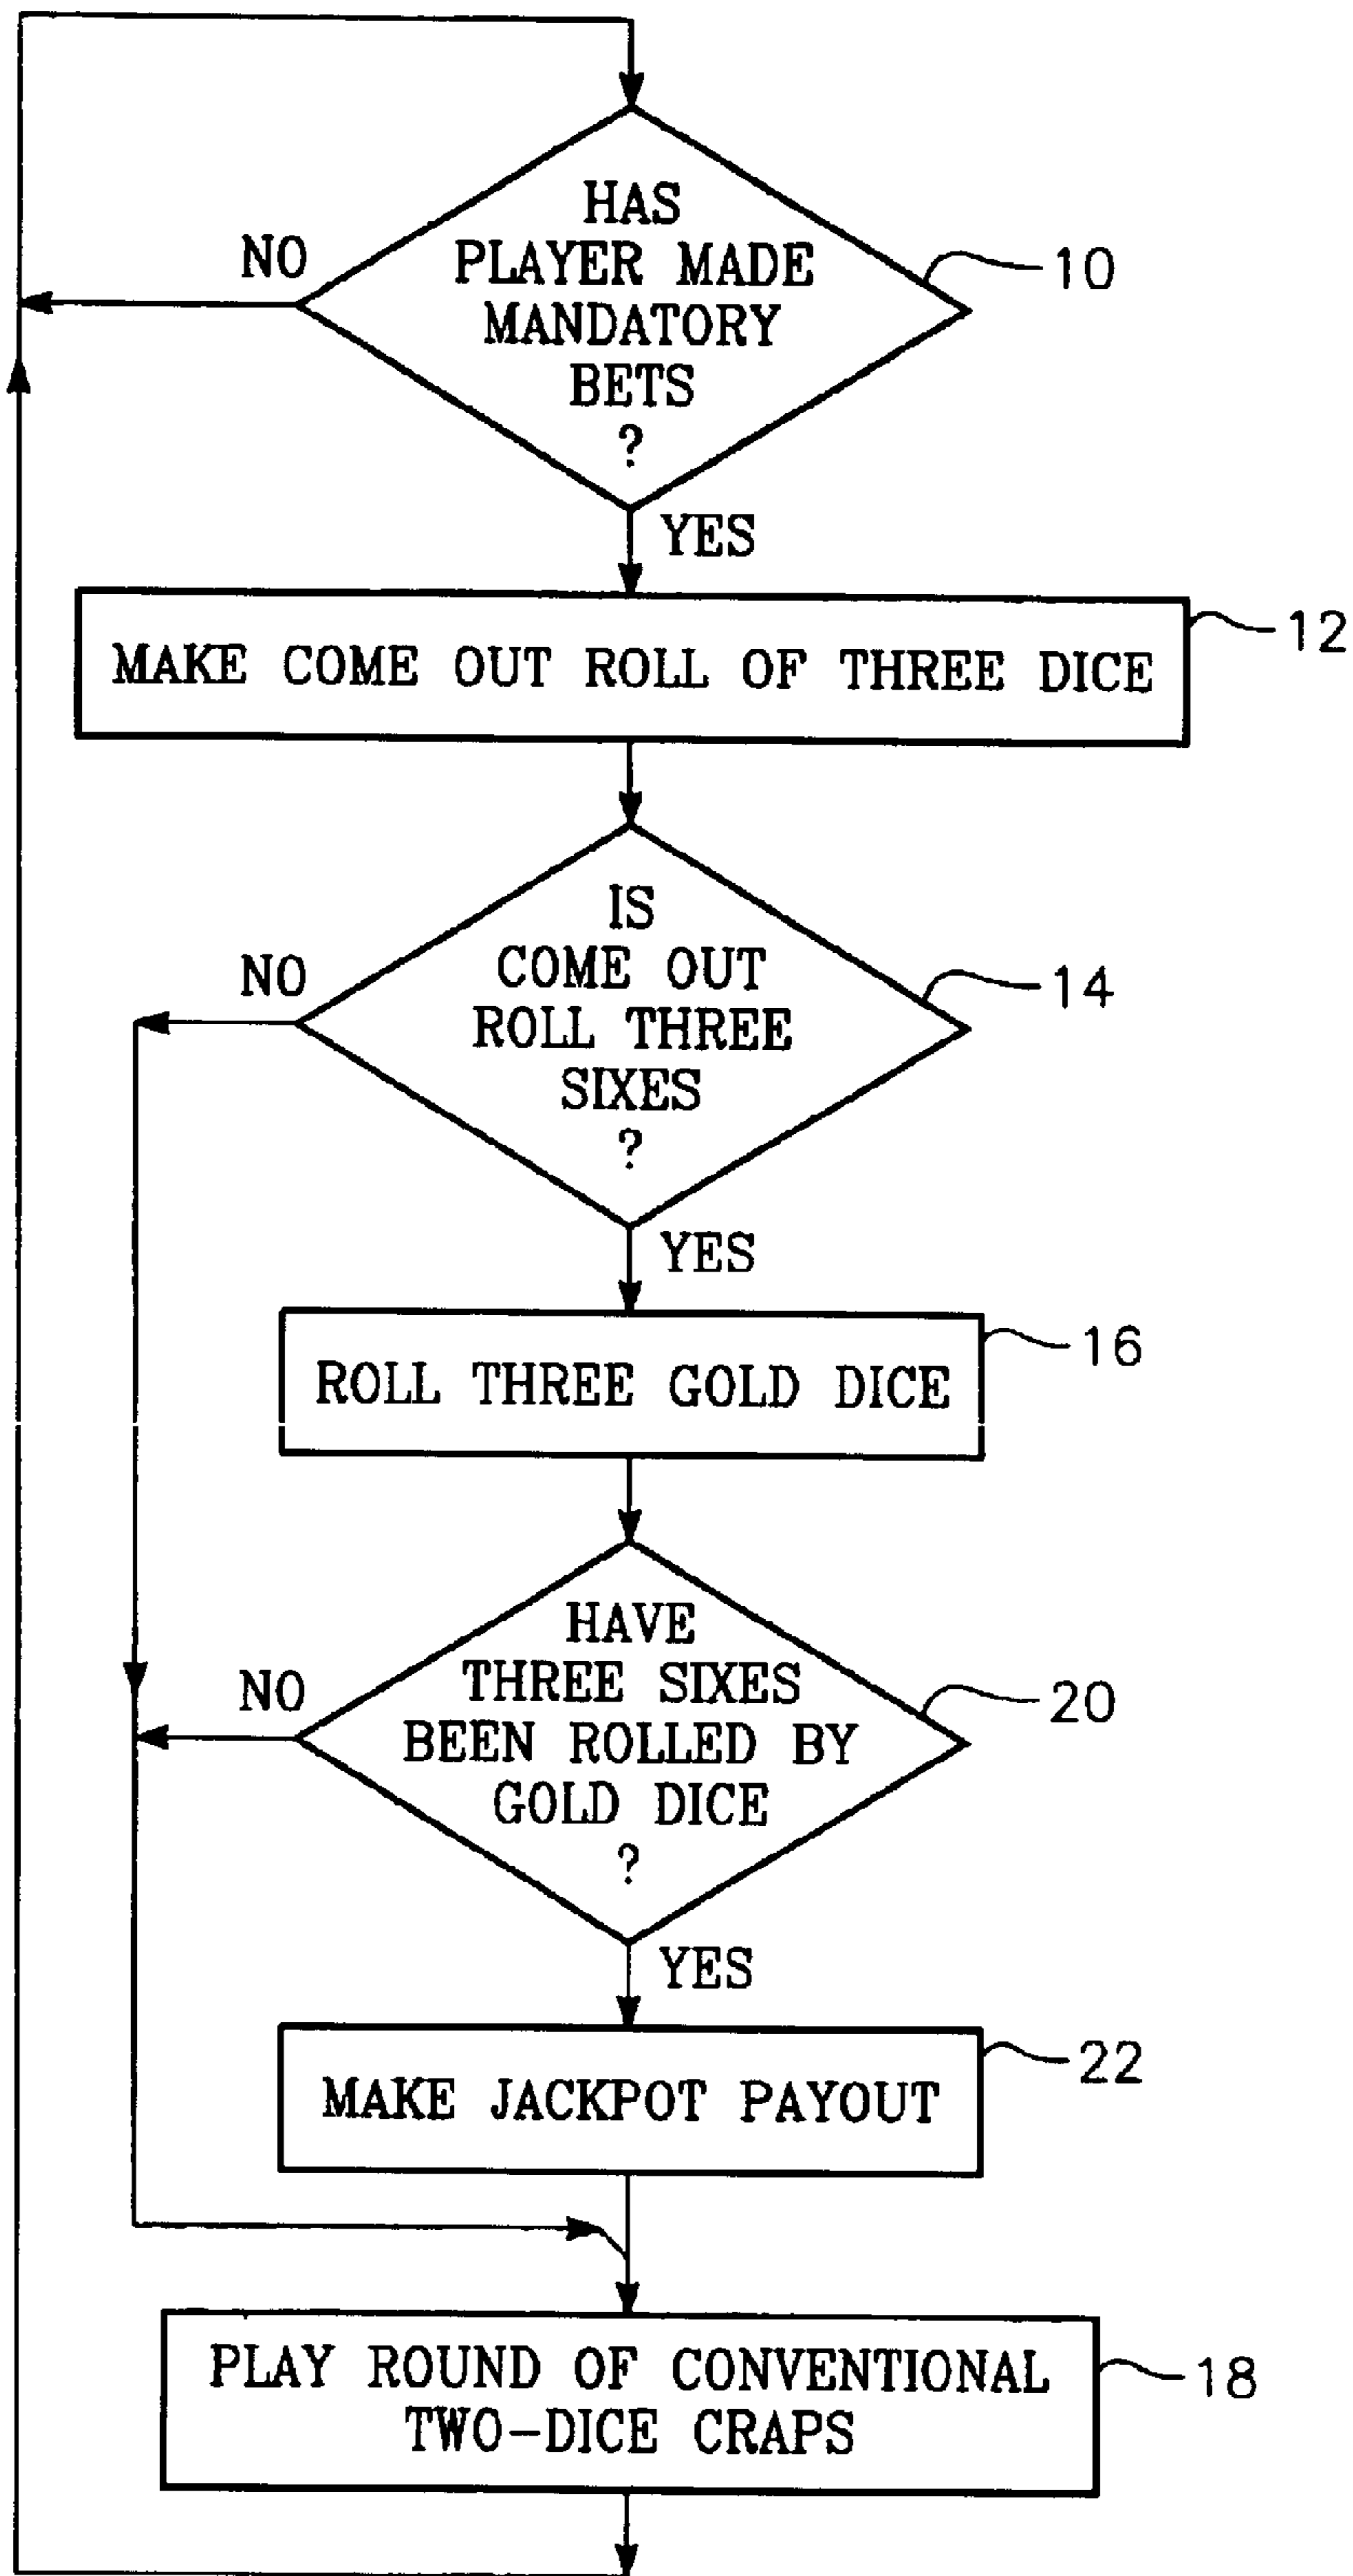 HAS
PLAYER MADE
MANDATORY
BETS
?
NO
10
YES
MAKE COME OUT ROLL OF THREE DICE
12
IS
COME OUT
ROLL THREE
SIXES
?
NO
14
YES
ROLL THREE GOLD DICE
16
HAVE
THREE SIXES
BEEN ROLLED BY
GOLD DICE
?
NO
20
YES
MAKE JACKPOT PAYOUT
22
PLAY ROUND OF CONVENTIONAL
TWO-DICE CRAPS
18